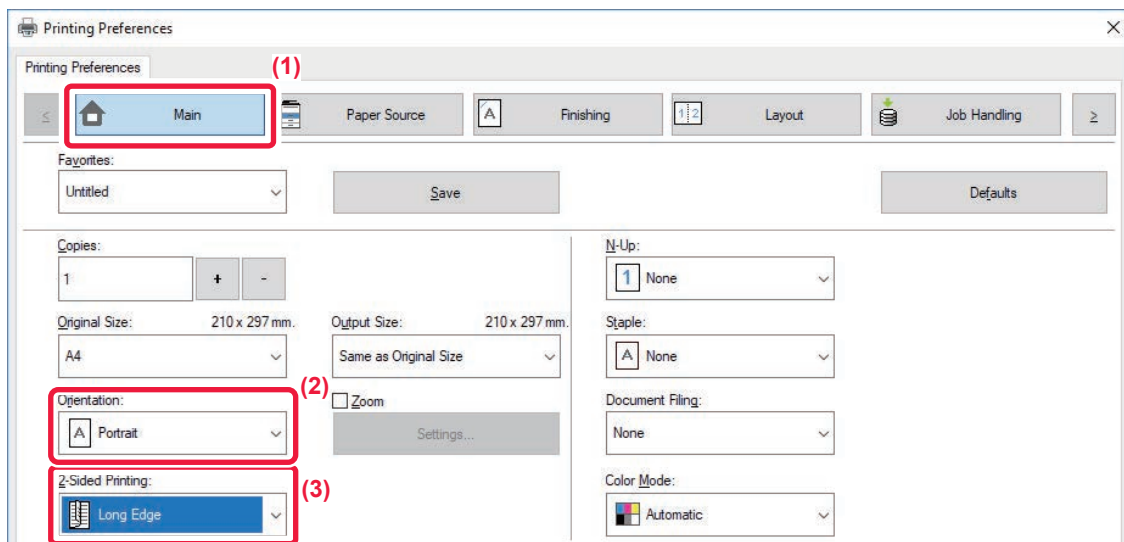 Printing Preferences
Printing Preferences
(1)
< Main Paper Source Finishing Layout Job Handling >
Favorites:
Untitled Save Defaults
Copies: N-Up:
1 + - 1 None
Original Size: 210 x 297 mm. Output Size: 210 x 297 mm. Staple:
A4 Same as Original Size A None
(2)
Orientation: Zoom Document Filing:
A Portrait Settings... None
2-Sided Printing: (3) Color Mode:
Long Edge Automatic